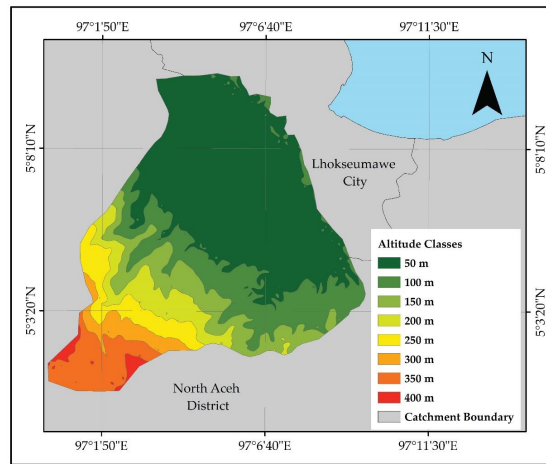 97°1'50"E
97°6'40"E
97°11'30"E
N
5°8'10"N
5°8'10"N
Lhokseumawe
City
Altitude Classes
50 m
100 m
150 m
200 m
250 m
300 m
350 m
400 m
Catchment Boundary
5°3'20"N
5°3'20"N
North Aceh
District
97°1'50"E
97°6'40"E
97°11'30"E